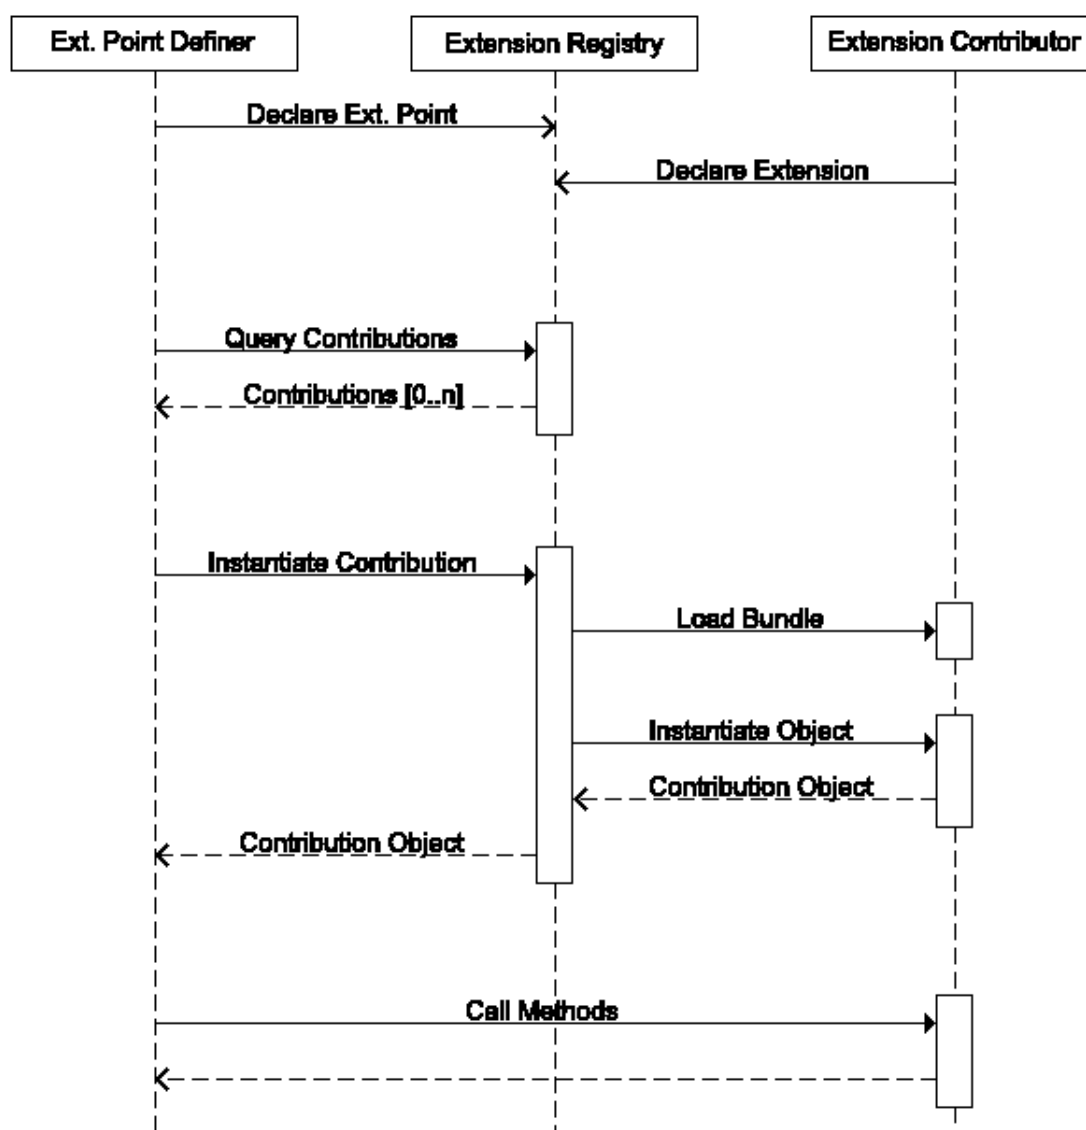 Ext. Point Definer
Extension Registry
Extension Contributor
Declare Ext. Point
Declare Extension
Query Contributions
Contributions [0..n]
Instantiate Contribution
Load Bundle
Instantiate Object
Contribution Object
Contribution Object
Call Methods